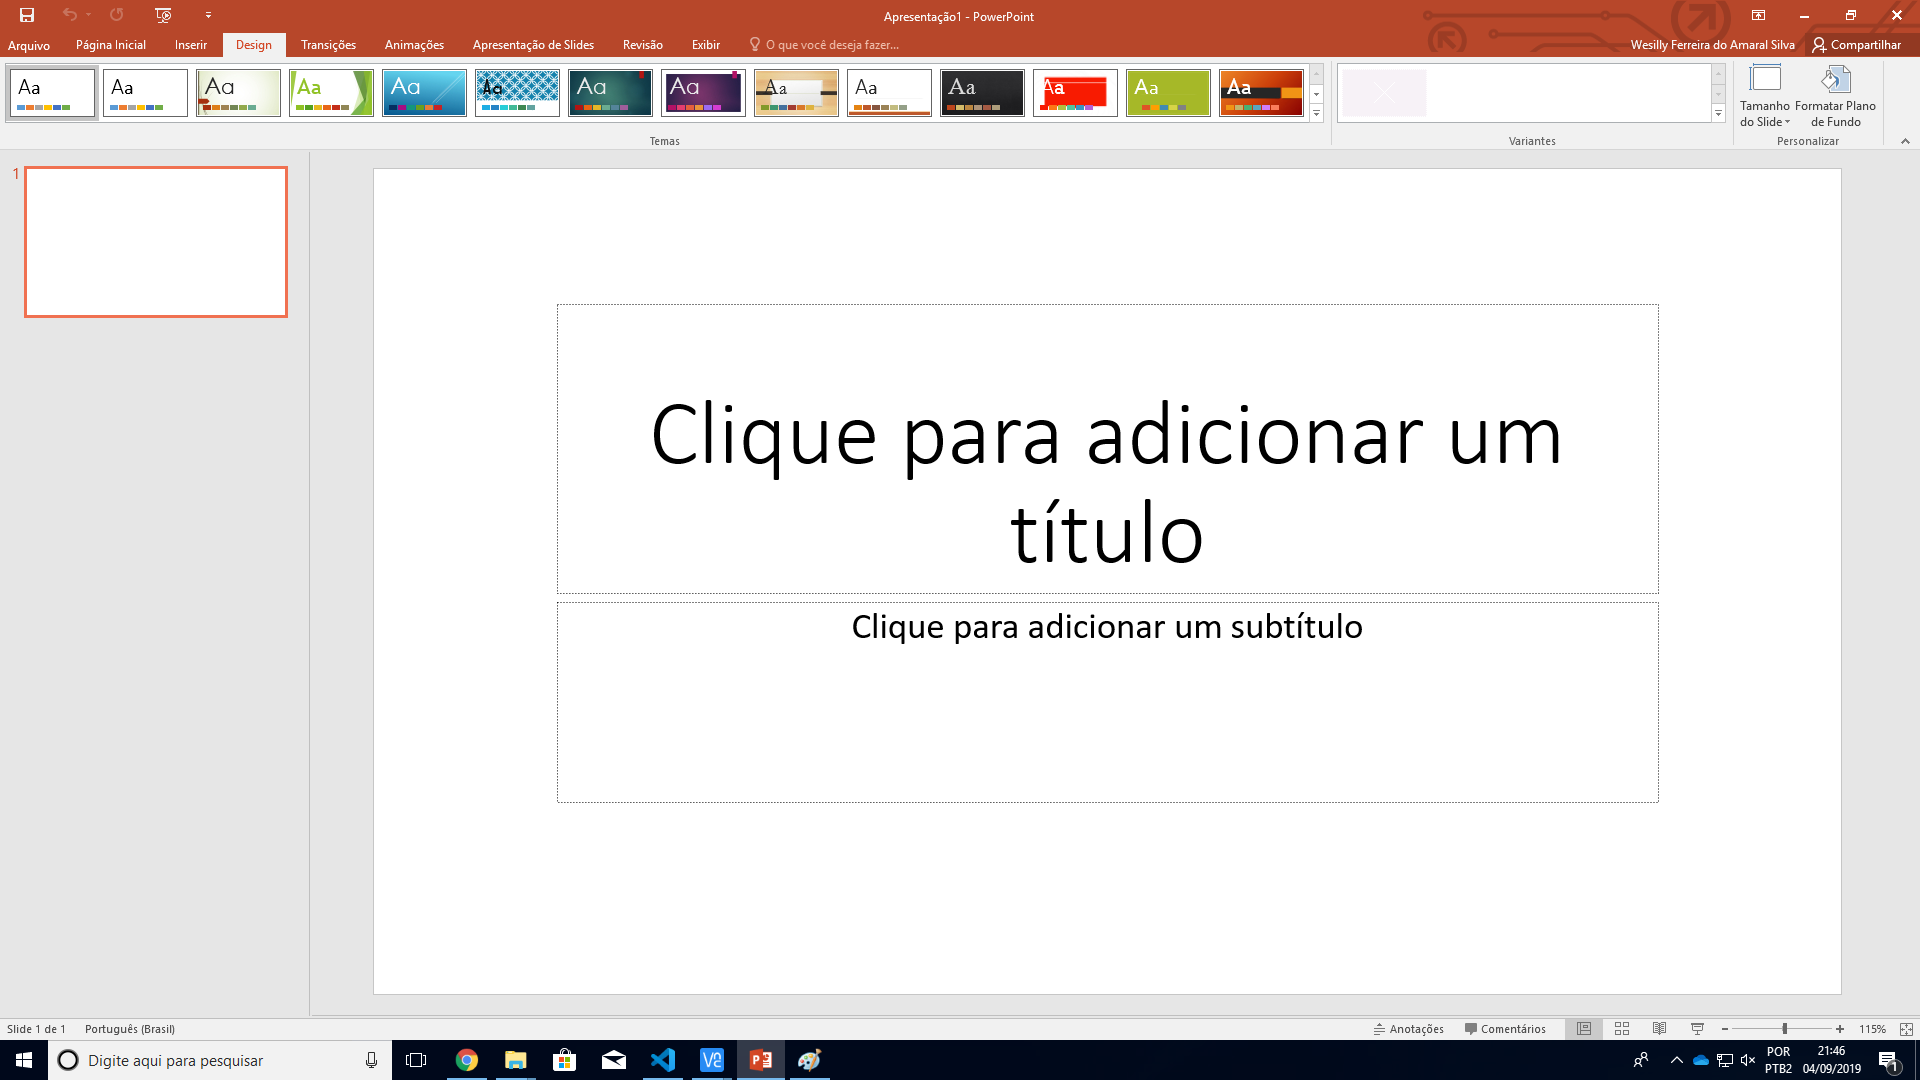 Apresentação1 - PowerPoint
Arquivo Página Inicial Inserir Design Transições Animações Apresentação de Slides Revisão Exibir O que você deseja fazer... Wesilly Ferreira do Amaral Silva Compartilhar
Aa Aa Aa Aa Aa Aa Aa Aa Aa Aa Aa Aa Aa Aa
Tamanho do Slide
Formatar Plano de Fundo
Temas Variantes Personalizar
1
Clique para adicionar um
título
Clique para adicionar um subtítulo
Slide 1 de 1 Português (Brasil) Anotações Comentários 115%
Digite aqui para pesquisar
POR
PTB2
21:46
04/09/2019
1